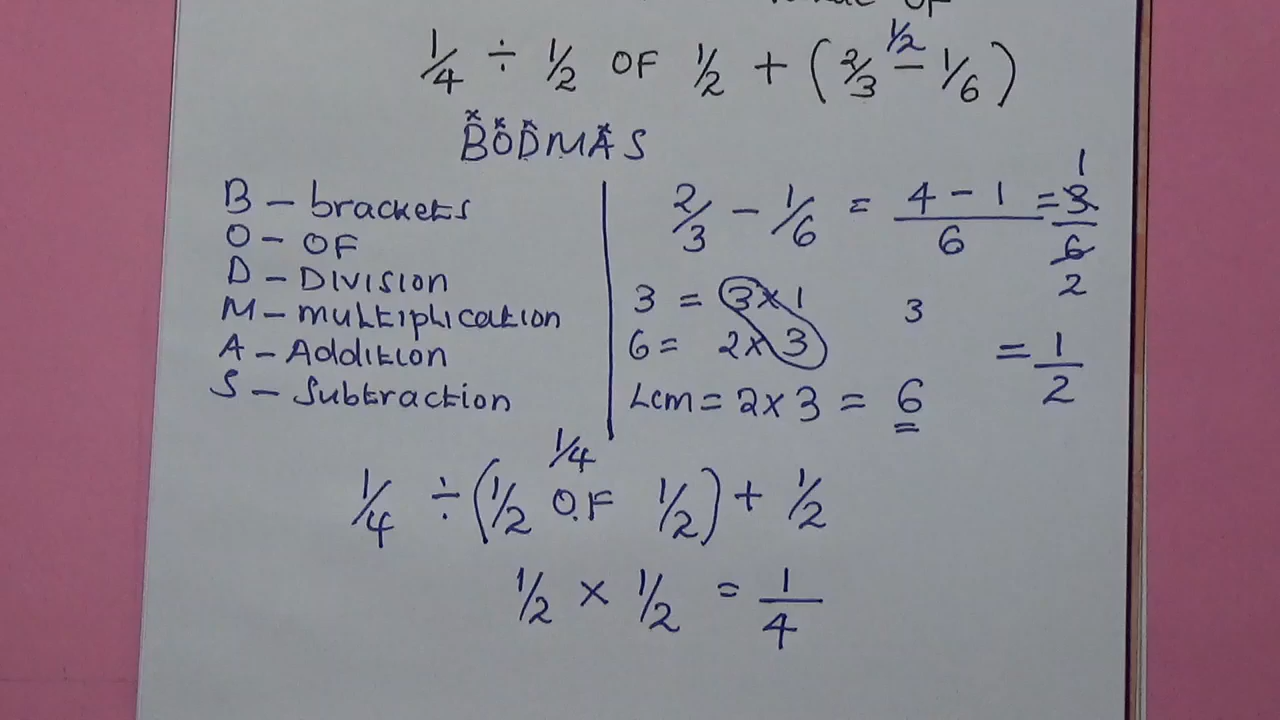 OF
1/4 ÷ 1/2 OF 1/2 + (2/3 - 1/6)
1/2
BODMAS
B - brackets
O - OF
D - DIVISION
M - multiplication
A - Addition
S - Subtraction
2/3 - 1/6 = 4 - 1/6 = 3/6
1
2
3 = 3 x 1
3
6 = 2 x 3
= 1/2
Lcm = 2 x 3 = 6
1/4
1/4 ÷ (1/2 OF 1/2) + 1/2
1/2 x 1/2 = 1/4